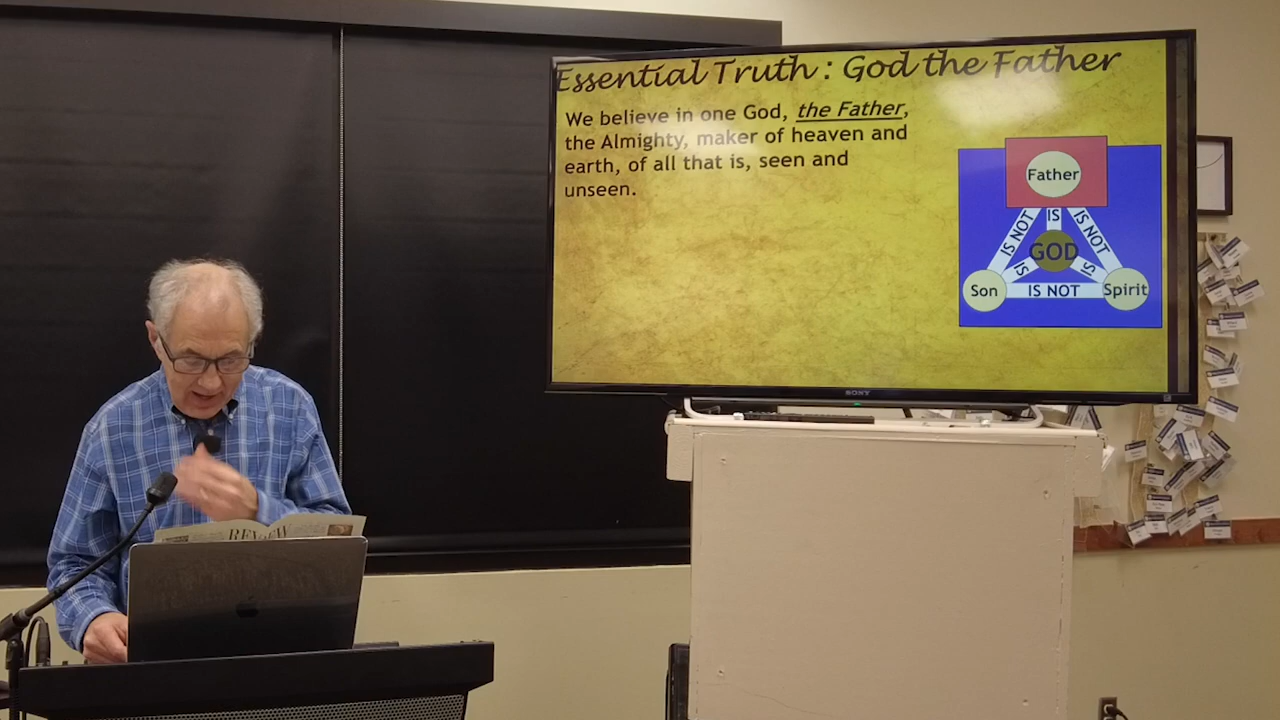 Essential Truth : God the Father
We believe in one God, the Father,
the Almighty, maker of heaven and
earth, of all that is, seen and
unseen.
Father
IS NOT
IS
IS NOT
GOD
IS
IS
Son
IS NOT
Spirit
SONY
REVIEW